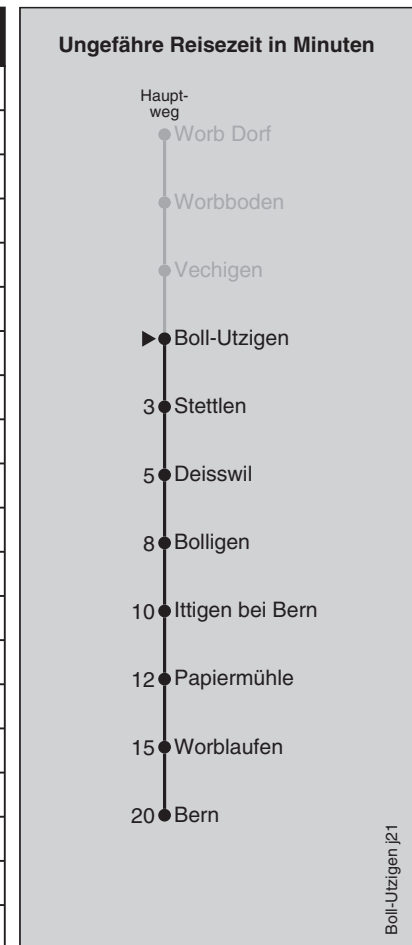 Ungefähre Reisezeit in Minuten
Haupt-
weg
Worb Dorf
Worbboden
Vechigen
Boll-Utzigen
3 Stettlen
5 Deisswil
8 Bolligen
10 Ittigen bei Bern
12 Papiermühle
15 Worblaufen
20 Bern
Boll-Utzigen j21